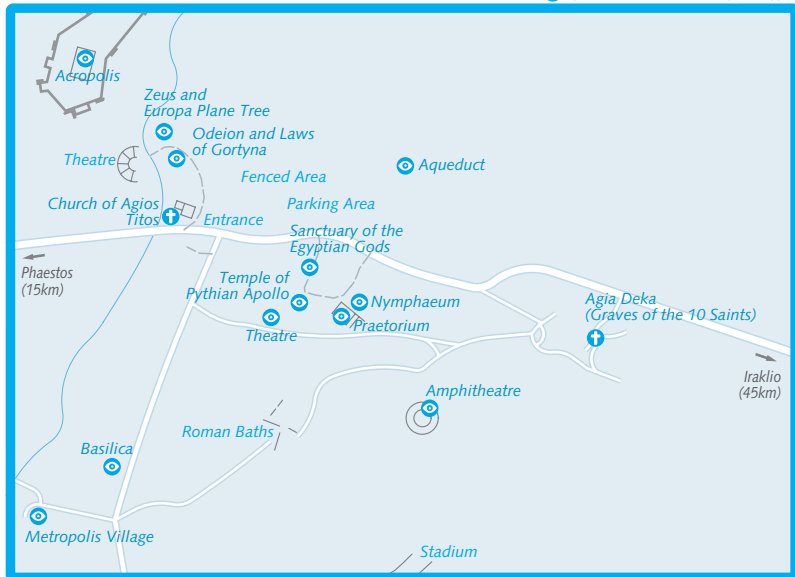 Acropolis
Zeus and
Europa Plane Tree
Odeion and Laws
of Gortyna
Theatre
Fenced Area
Aqueduct
Church of Agios
Titos
Entrance
Parking Area
Sanctuary of the
Egyptian Gods
Phaestos
(15km)
Temple of
Pythian Apollo
Nymphaeum
Praetorium
Theatre
Agia Deka
(Graves of the 10 Saints)
Iraklio
(45km)
Amphitheatre
Roman Baths
Basilica
Metropolis Village
Stadium